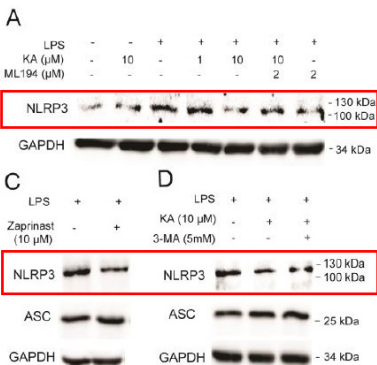 A
LPS - - + + + + +
KA (µM) - 10 - 1 10 10 -
ML194 (µM) - - - - - 2 2
NLRP3 - 130 kDa
- 100 kDa
GAPDH - 34 kDa
C
LPS + +
Zaprinast - +
(10 µM)
NLRP3
ASC
GAPDH
D
LPS + + +
KA (10 µM) - + +
3-MA (5mM) - - +
NLRP3 - 130 kDa
- 100 kDa
ASC - 25 kDa
GAPDH - 34 kDa